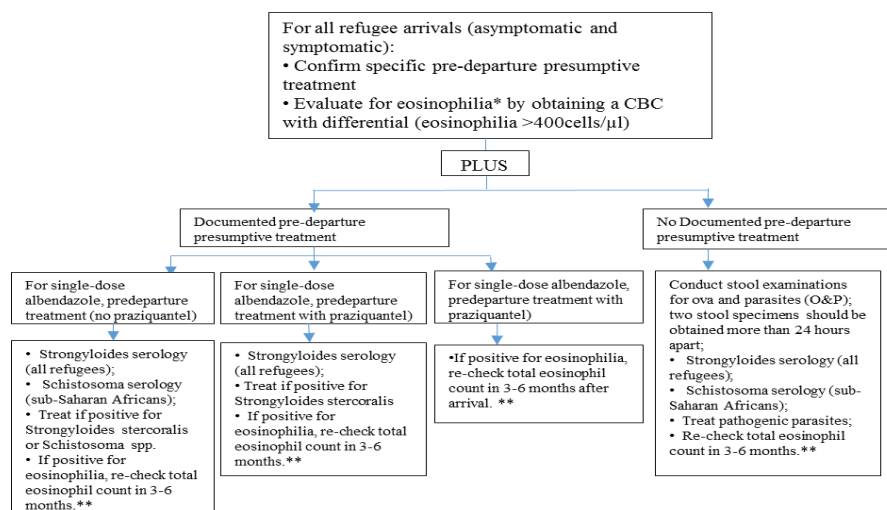 For all refugee arrivals (asymptomatic and
symptomatic):
• Confirm specific pre-departure presumptive
treatment
• Evaluate for eosinophilia* by obtaining a CBC
with differential (eosinophilia >400cells/µl)
PLUS
Documented pre-departure
presumptive treatment
No Documented pre-departure
presumptive treatment
For single-dose
albendazole, predeparture
treatment (no praziquantel)
For single-dose
albendazole, predeparture
treatment with praziquantel)
For single-dose albendazole,
predeparture treatment with
praziquantel)
Conduct stool examinations
for ova and parasites (O&P);
two stool specimens should be
obtained more than 24 hours
apart;
• Strongyloides serology (all
refugees);
• Schistosoma serology (sub-
Saharan Africans);
• Treat pathogenic parasites;
• Re-check total eosinophil
count in 3-6 months.**
• Strongyloides serology
(all refugees);
• Schistosoma serology
(sub-Saharan Africans);
• Treat if positive for
Strongyloides stercoralis
or Schistosoma spp.
• If positive for
eosinophilia, re-check total
eosinophil count in 3-6
months.**
• Strongyloides serology
(all refugees);
• Treat if positive for
Strongyloides stercoralis
• If positive for
eosinophilia, re-check total
eosinophil count in 3-6
months.**
•If positive for eosinophilia,
re-check total eosinophil
count in 3-6 months after
arrival. **